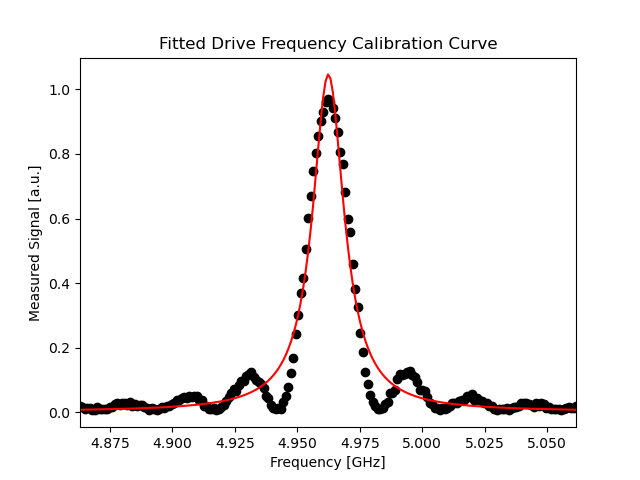 Fitted Drive Frequency Calibration Curve
Measured Signal [a.u.]
1.0
0.8
0.6
0.4
0.2
0.0
4.875 4.900 4.925 4.950 4.975 5.000 5.025 5.050
Frequency [GHz]